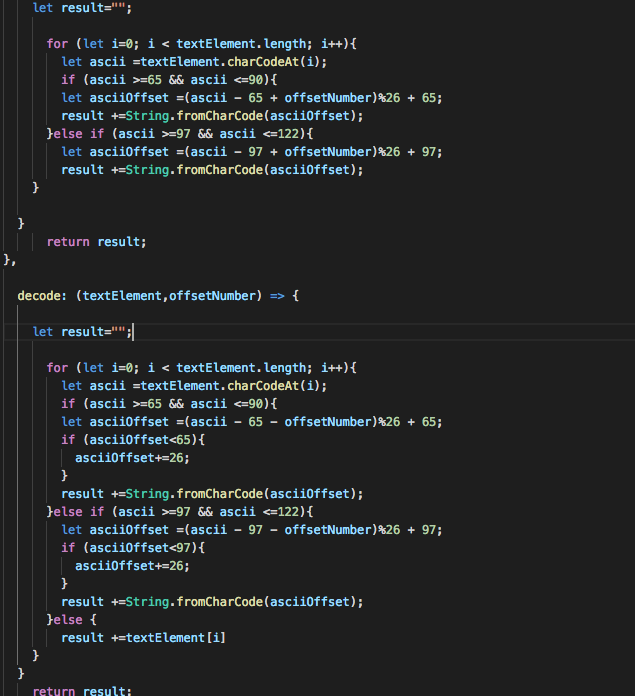 let result="";
for (let i=0; i < textElement.length; i++){
let ascii =textElement.charCodeAt(i);
if (ascii >=65 && ascii <=90){
let asciiOffset =(ascii - 65 + offsetNumber)%26 + 65;
result +=String.fromCharCode(asciiOffset);
}else if (ascii >=97 && ascii <=122){
let asciiOffset =(ascii - 97 + offsetNumber)%26 + 97;
result +=String.fromCharCode(asciiOffset);
}
}
return result;
},
decode: (textElement,offsetNumber) => {
let result="";
for (let i=0; i < textElement.length; i++){
let ascii =textElement.charCodeAt(i);
if (ascii >=65 && ascii <=90){
let asciiOffset =(ascii - 65 - offsetNumber)%26 + 65;
if (asciiOffset<65){
asciiOffset+=26;
}
result +=String.fromCharCode(asciiOffset);
}else if (ascii >=97 && ascii <=122){
let asciiOffset =(ascii - 97 - offsetNumber)%26 + 97;
if (asciiOffset<97){
asciiOffset+=26;
}
result +=String.fromCharCode(asciiOffset);
}else {
result +=textElement[i]
}
}
return result;